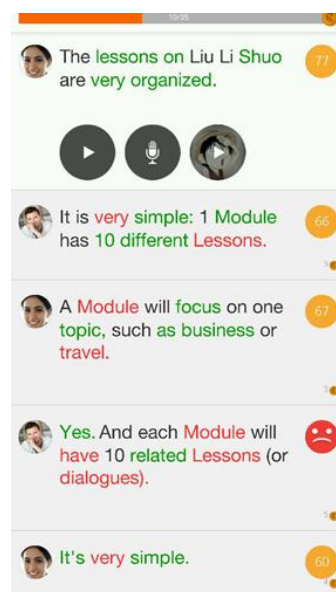 10/25
The lessons on Liu Li Shuo
are very organized.
77
It is very simple: 1 Module
has 10 different Lessons.
66
A Module will focus on one
topic, such as business or
travel.
67
Yes. And each Module will
have 10 related Lessons (or
dialogues).
It's very simple.
60